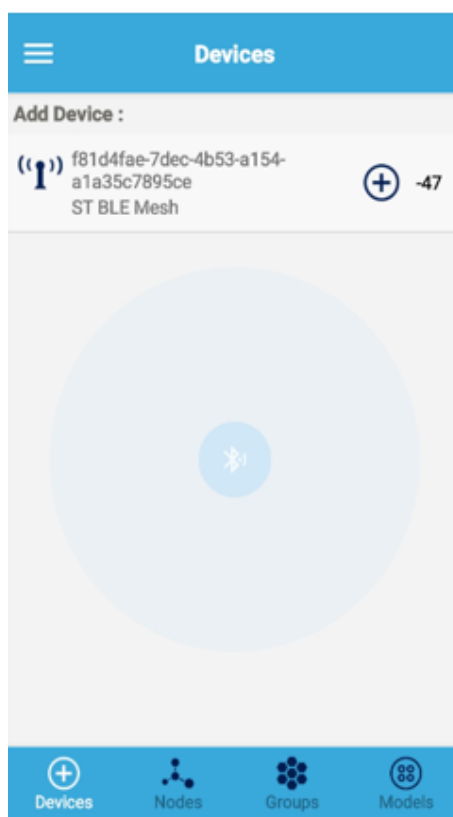 Devices
Add Device :
f81d4fae-7dec-4b53-a154-
a1a35c7895ce
ST BLE Mesh
-47
Devices
Nodes
Groups
Models